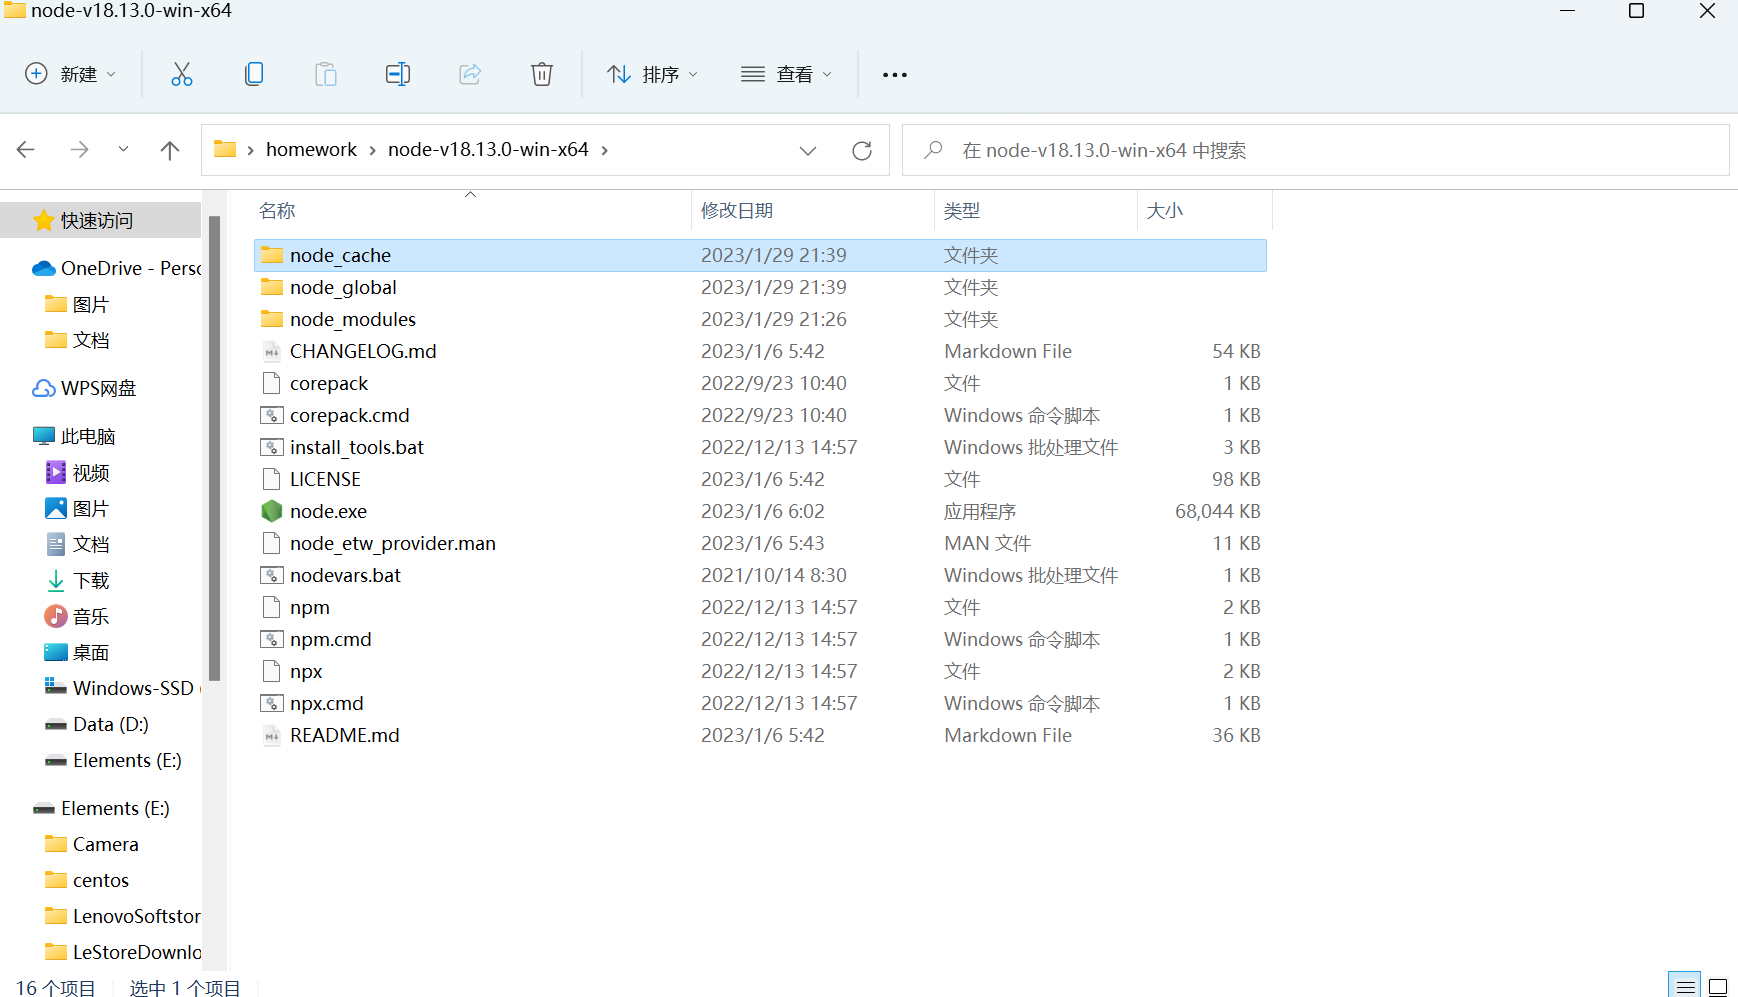 node-v18.13.0-win-x64
新建 排序 查看
homework node-v18.13.0-win-x64 在 node-v18.13.0-win-x64 中搜索
名称 修改日期 类型 大小
快速访问
OneDrive - Perso
图片
文档
WPS网盘
此电脑
视频
图片
文档
下载
音乐
桌面
Windows-SSD (
Data (D:)
Elements (E:)
Elements (E:)
Camera
centos
LenovoSoftstor
LeStoreDownlo
node_cache 2023/1/29 21:39 文件夹
node_global 2023/1/29 21:39 文件夹
node_modules 2023/1/29 21:26 文件夹
CHANGELOG.md 2023/1/6 5:42 Markdown File 54 KB
corepack 2022/9/23 10:40 文件 1 KB
corepack.cmd 2022/9/23 10:40 Windows 命令脚本 1 KB
install_tools.bat 2022/12/13 14:57 Windows 批处理文件 3 KB
LICENSE 2023/1/6 5:42 文件 98 KB
node.exe 2023/1/6 6:02 应用程序 68,044 KB
node_etw_provider.man 2023/1/6 5:43 MAN 文件 11 KB
nodevars.bat 2021/10/14 8:30 Windows 批处理文件 1 KB
npm 2022/12/13 14:57 文件 2 KB
npm.cmd 2022/12/13 14:57 Windows 命令脚本 1 KB
npx 2022/12/13 14:57 文件 2 KB
npx.cmd 2022/12/13 14:57 Windows 命令脚本 1 KB
README.md 2023/1/6 5:42 Markdown File 36 KB
16 个项目 选中 1 个项目